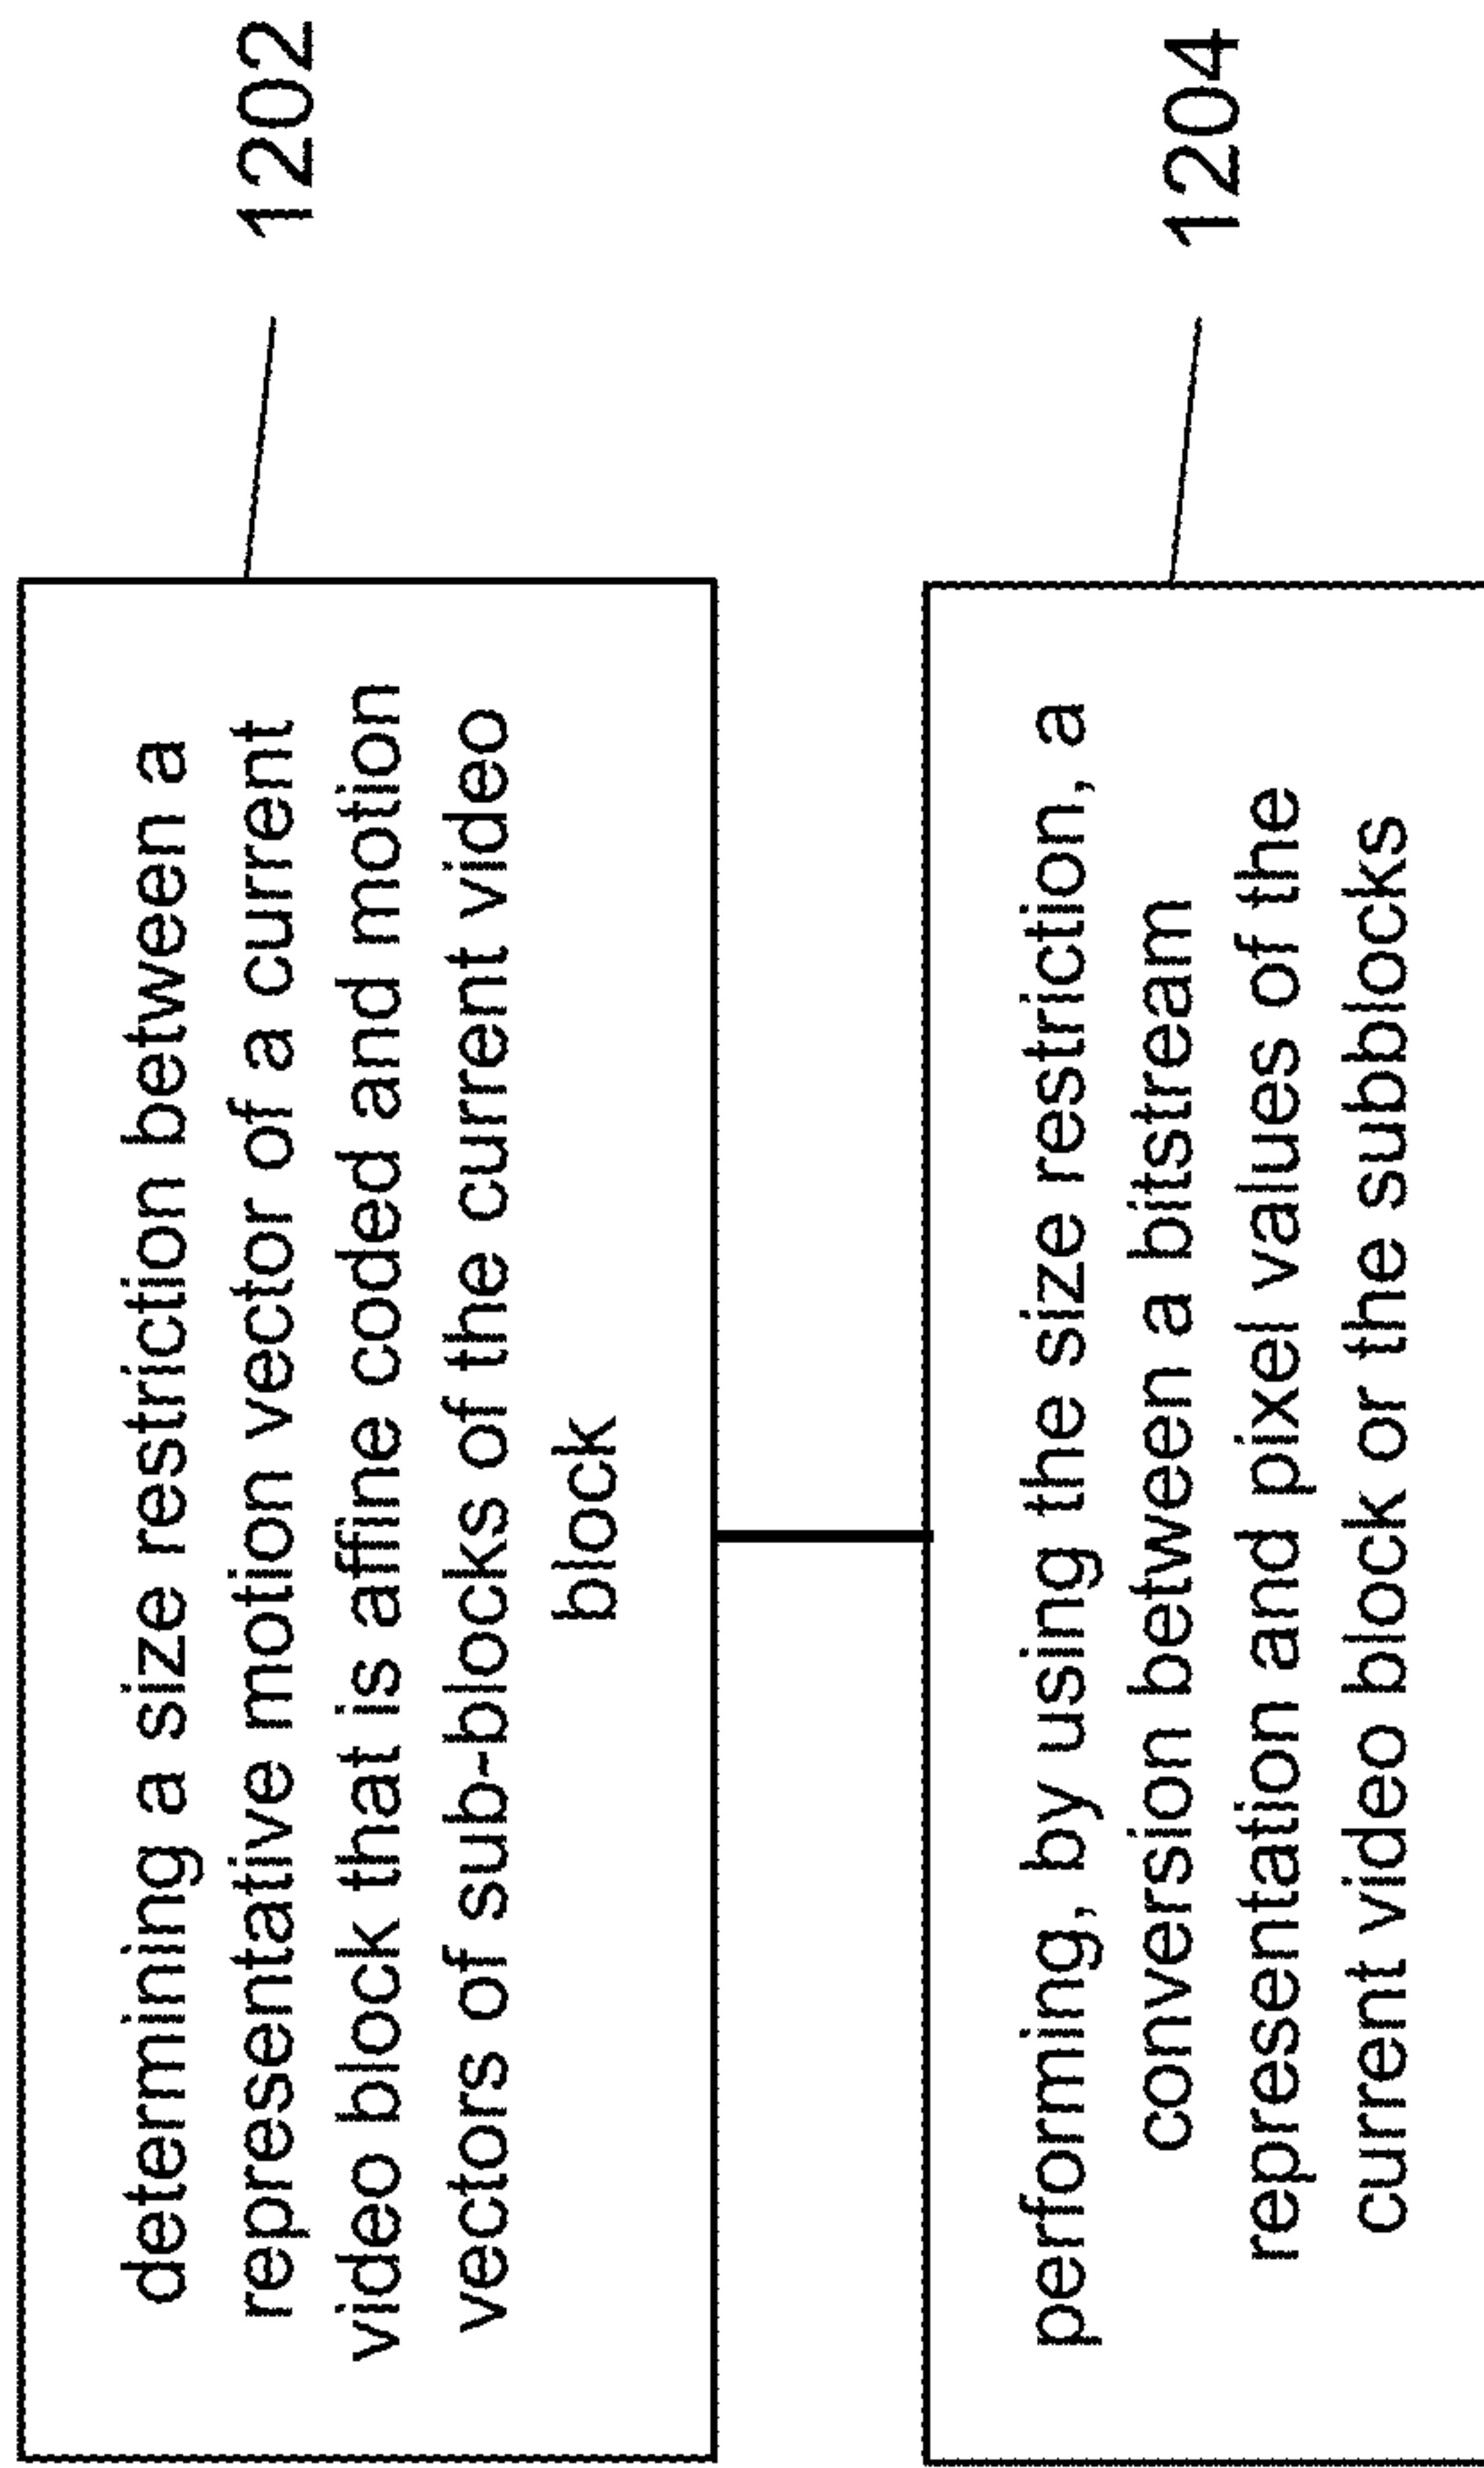 determining a size restriction between a
representative motion vector of a current
video block that is affine coded and motion
vectors of sub-blocks of the current video
block
1202
performing, by using the size restriction, a
conversion between a bitstream
representation and pixel values of the
current video block or the subblocks
1204